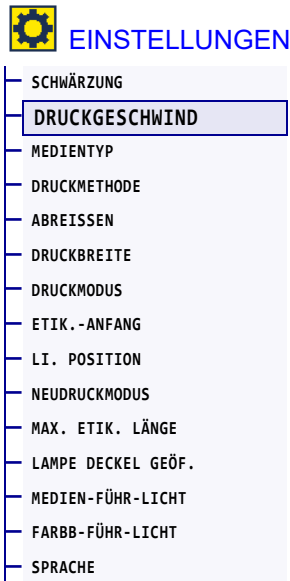 EINSTELLUNGEN
SCHWÄRZUNG
DRUCKGESCHWIND
MEDIENTYP
DRUCKMETHODE
ABREISSEN
DRUCKBREITE
DRUCKMODUS
ETIK.-ANFANG
LI. POSITION
NEUDRUCKMODUS
MAX. ETIK. LÄNGE
LAMPE DECKEL GEÖF.
MEDIEN-FÜHR-LICHT
FARBB-FÜHR-LICHT
SPRACHE